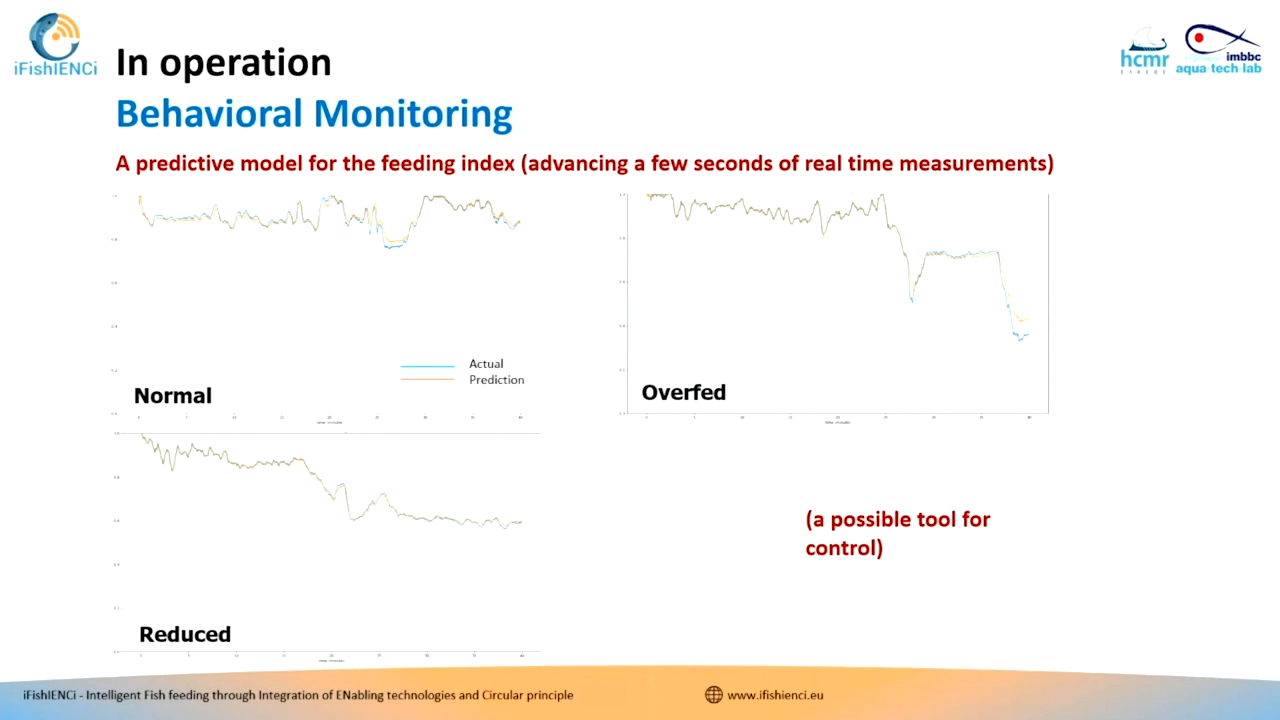 iFishIENCi
In operation
Behavioral Monitoring
hcmr
imbbc
aqua tech lab
A predictive model for the feeding index (advancing a few seconds of real time measurements)
Actual
Prediction
Normal
Overfed
Reduced
(a possible tool for
control)
iFishIENCi - Intelligent Fish feeding through Integration of ENabling technologies and Circular principle
www.ifishienci.eu